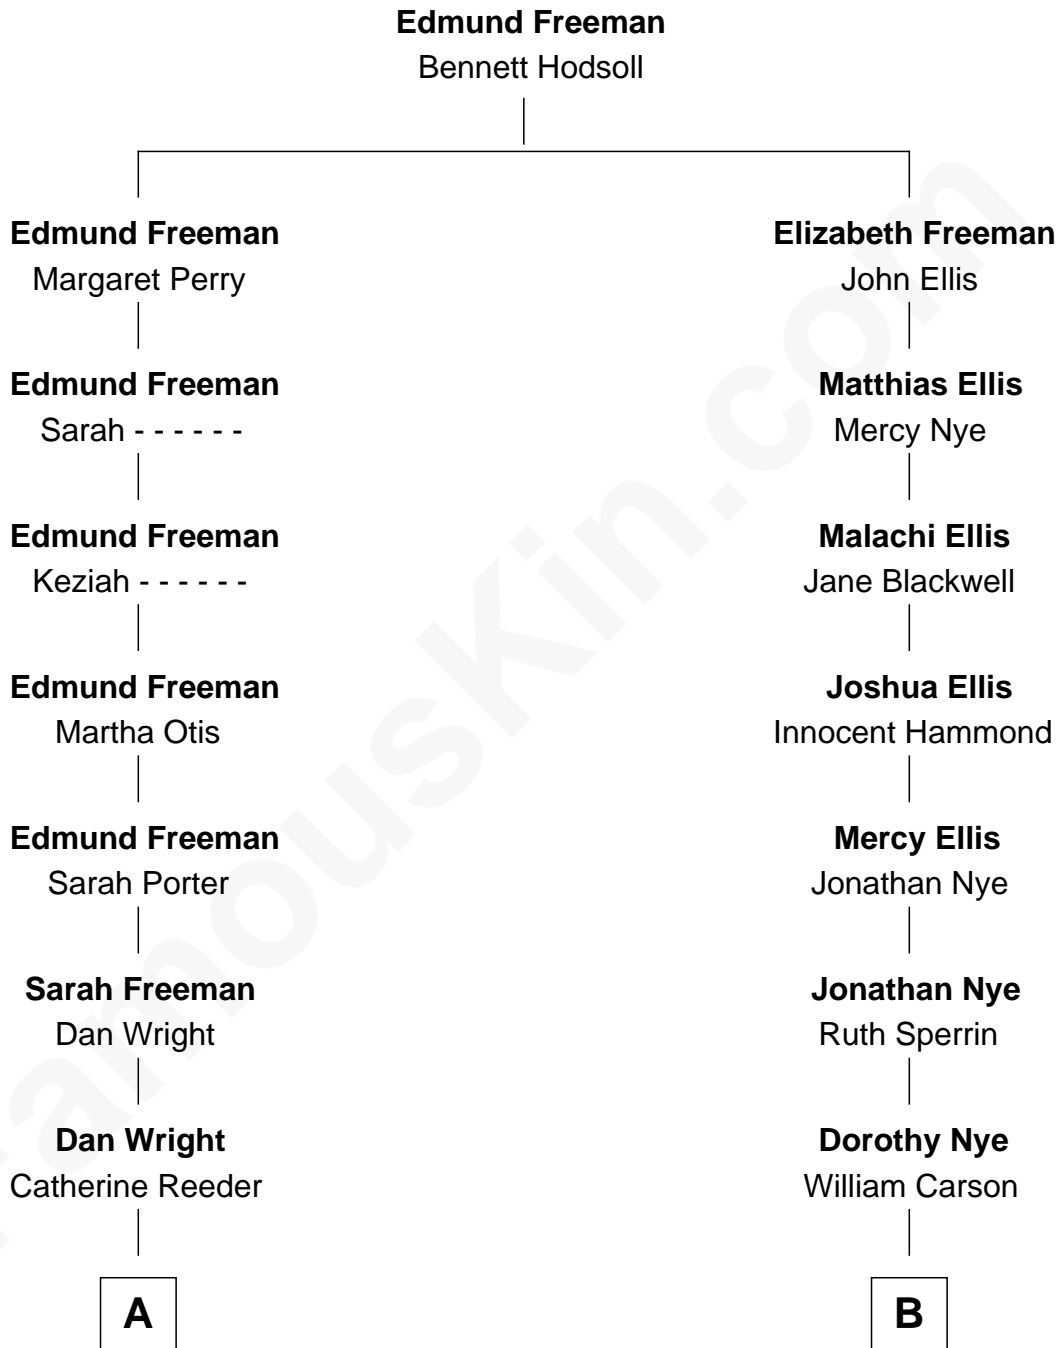 Edmund Freeman
Bennett Hodsoll
Edmund Freeman
Margaret Perry
Elizabeth Freeman
John Ellis
Edmund Freeman
Sarah - - - - - -
Matthias Ellis
Mercy Nye
Edmund Freeman
Keziah - - - - - -
Malachi Ellis
Jane Blackwell
Edmund Freeman
Martha Otis
Joshua Ellis
Innocent Hammond
Edmund Freeman
Sarah Porter
Mercy Ellis
Jonathan Nye
Sarah Freeman
Dan Wright
Jonathan Nye
Ruth Sperrin
Dan Wright
Catherine Reeder
Dorothy Nye
William Carson
A
B
FamousKin.com